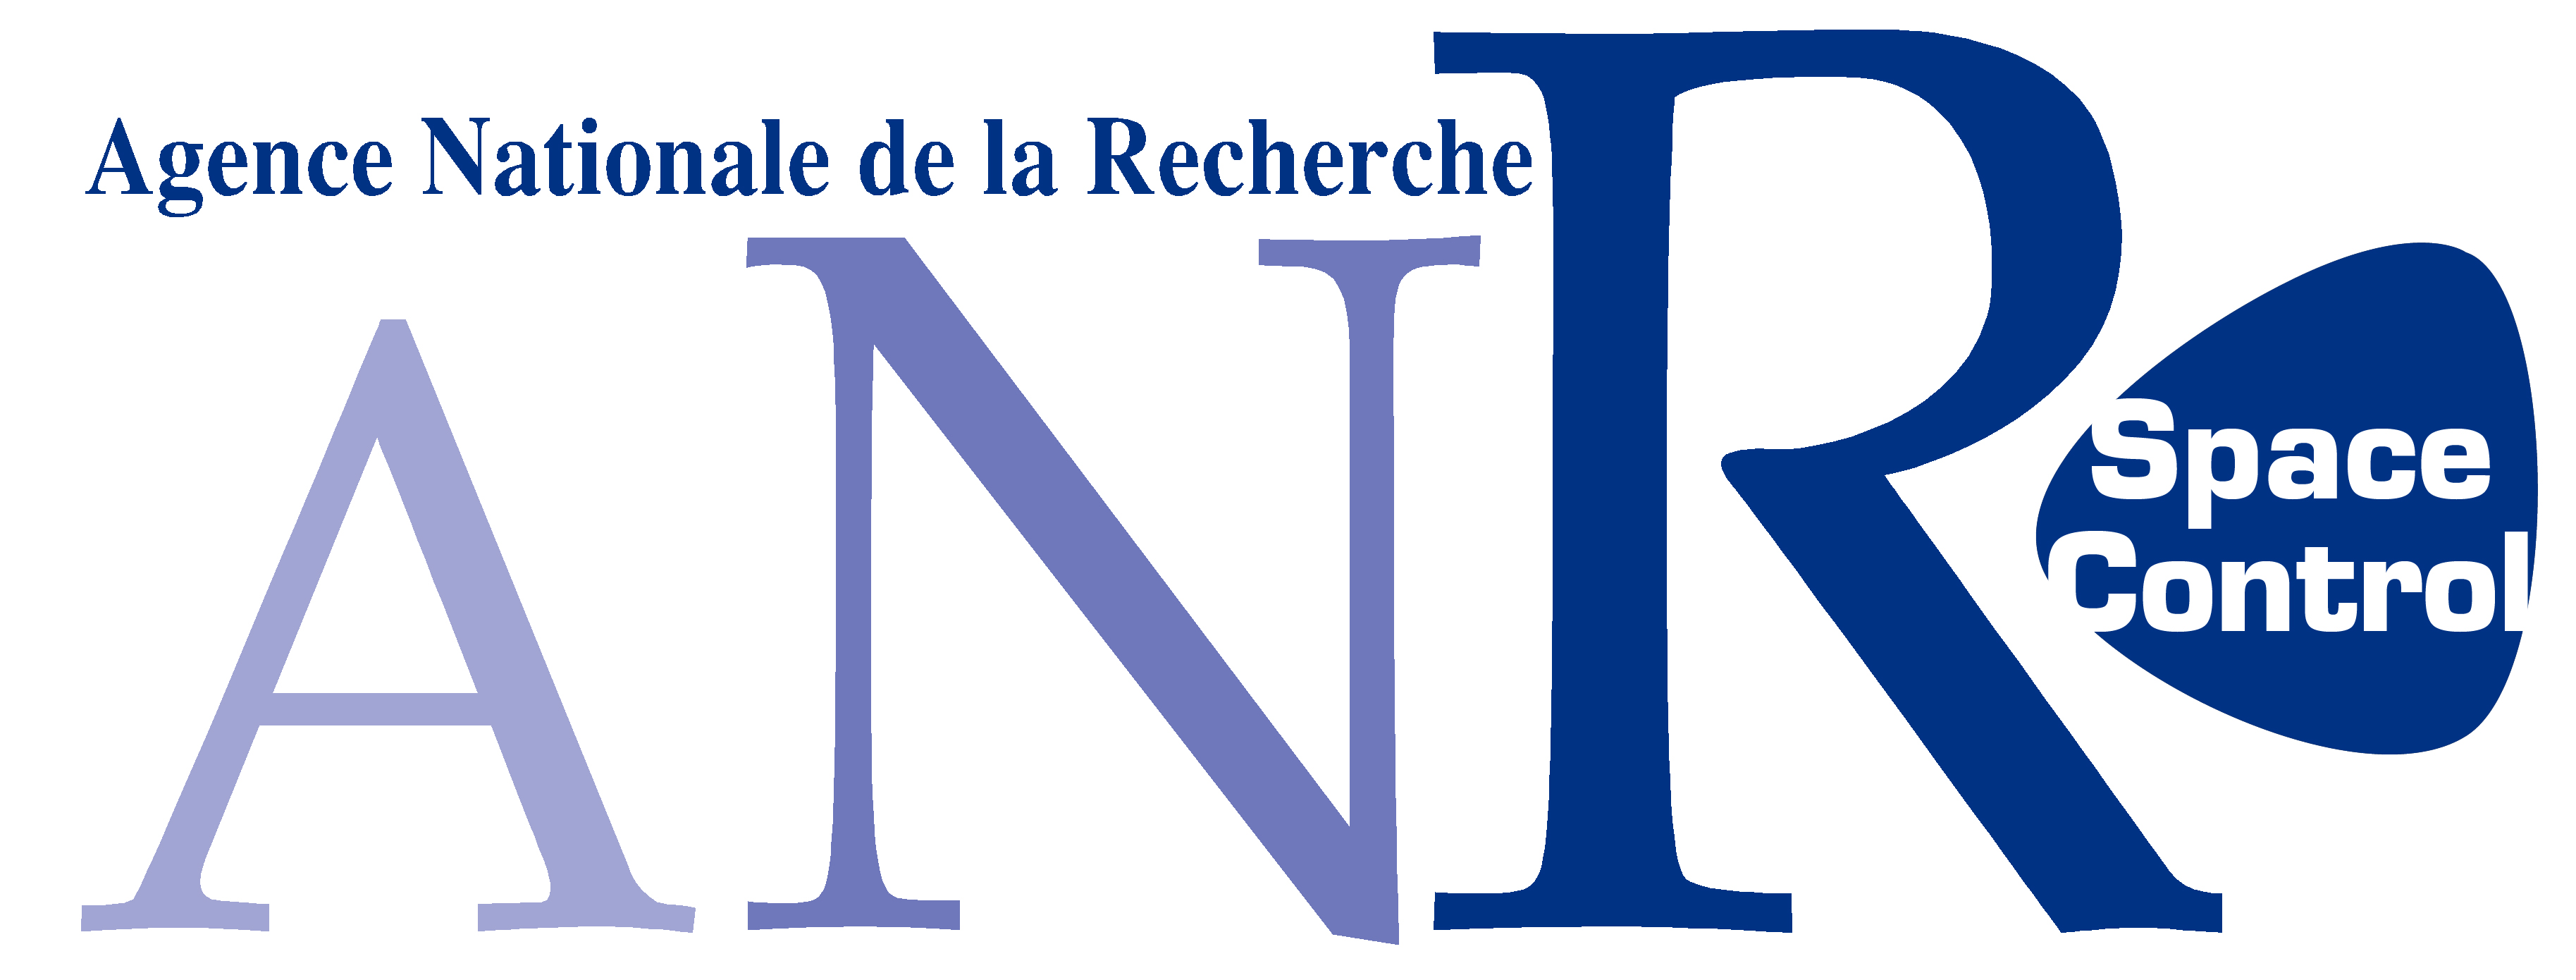 Agence Nationale de la Recherche
ANR
Space
Control